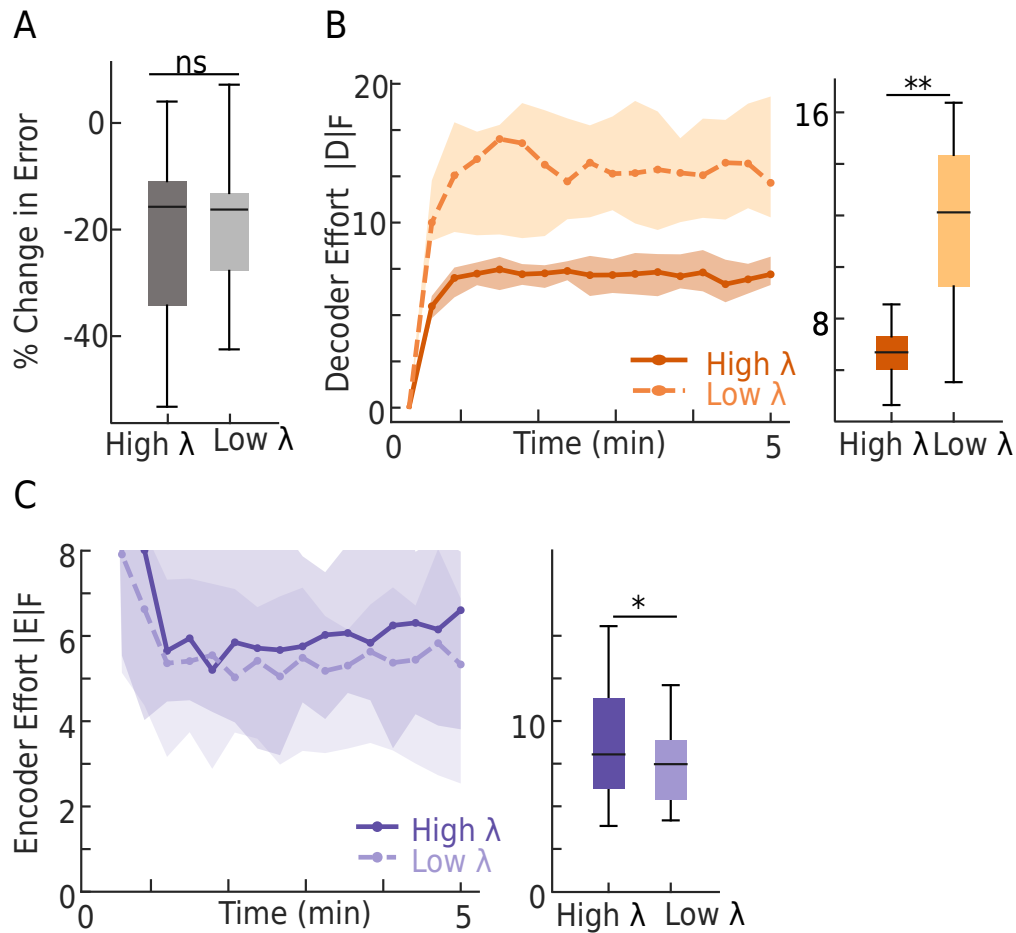 A
ns
% Change in Error
0
-20
-40
High λ
Low λ
B
Decoder Effort |D|F
20
10
0
0
Time (min)
5
High λ
Low λ
**
16
8
High λ
Low λ
C
Encoder Effort |E|F
8
6
4
2
0
0
Time (min)
5
High λ
Low λ
*
10
0
High λ
Low λ